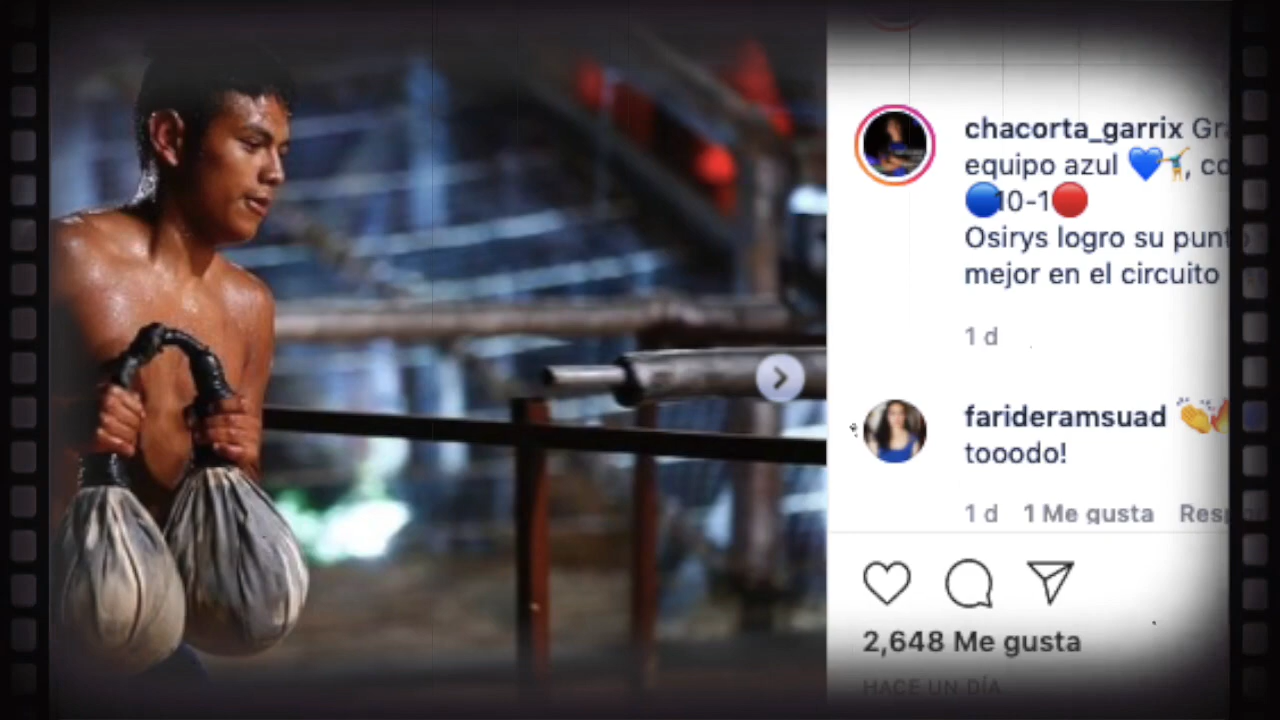 chacorta_garrix
equipo azul 💙🤸,
🔵10-1🔴
Osirys logro su
mejor en el circuito
1 d
farideramsuad 👏
tooodo!
1 d 1 Me gusta
2,648 Me gusta
HACE UN DÍA